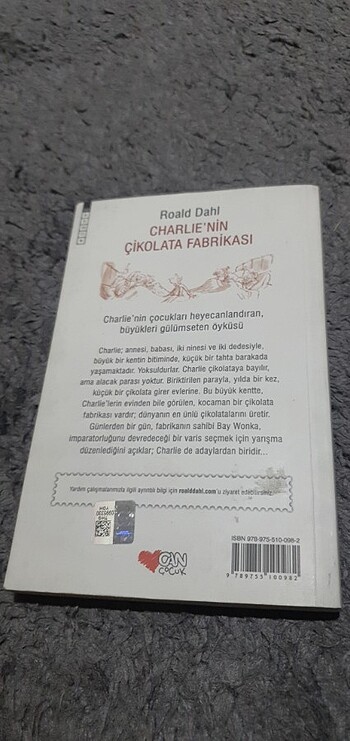 Roald Dahl
CHARLIE'NİN
ÇİKOLATA FABRİKASI
Charlie'nin çocukları heyecanlandıran,
büyükleri gülümseten öyküsü
Charlie; annesi, babası, iki ninesi ve iki dedesiyle,
büyük bir kentin bitiminde, küçük bir tahta barakada
yaşamaktadır. Yoksuldurlar. Charlie çikolataya bayılır,
ama alacak parası yoktur. Biriktirilen parayla, yılda bir kez,
küçük bir çikolata girer evlerine. Bu büyük kentte,
Charlie'lerin evinden bile görülen, kocaman bir çikolata
fabrikası vardır; dünyanın en ünlü çikolatalarını üretir.
Günlerden bir gün, fabrikanın sahibi Bay Wonka,
imparatorluğunu devredeceği bir varis seçmek için yarışma
düzenlediğini açıklar; Charlie de adaylardan biridir...
Yardım çalışmalarımızla ilgili ayrıntılı bilgi için roalddahl.com'u ziyaret edebilirsiniz.
ISBN 978-975-510-098-2
9 789755 100982
CAN
ÇOCUK